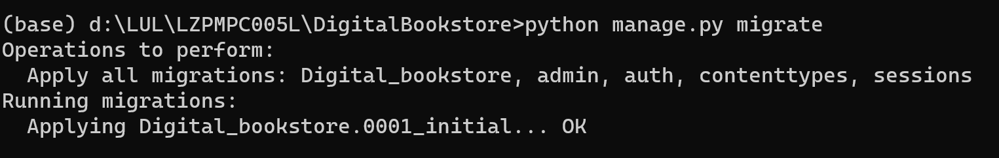 (base) d:\LUL\LZPMPC005L\DigitalBookstore>python manage.py migrate
Operations to perform:
  Apply all migrations: Digital_bookstore, admin, auth, contenttypes, sessions
Running migrations:
  Applying Digital_bookstore.0001_initial... OK